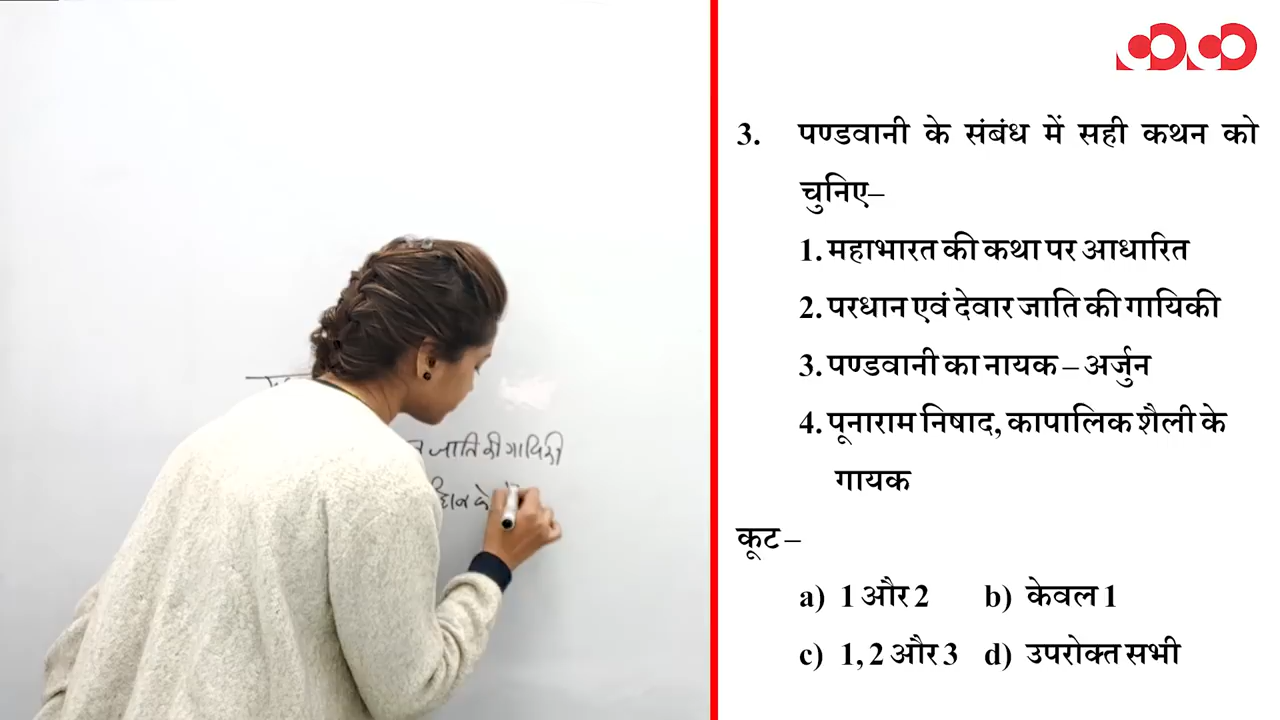 3. पण्डवानी के संबंध में सही कथन को
चुनिए–
1. महाभारत की कथा पर आधारित
2. परधान एवं देवार जाति की गायिकी
3. पण्डवानी का नायक – अर्जुन
4. पूनाराम निषाद, कापालिक शैली के
गायक
कूट–
a) 1 और 2 b) केवल 1
c) 1, 2 और 3 d) उपरोक्त सभी
जाति की गायिकी
के